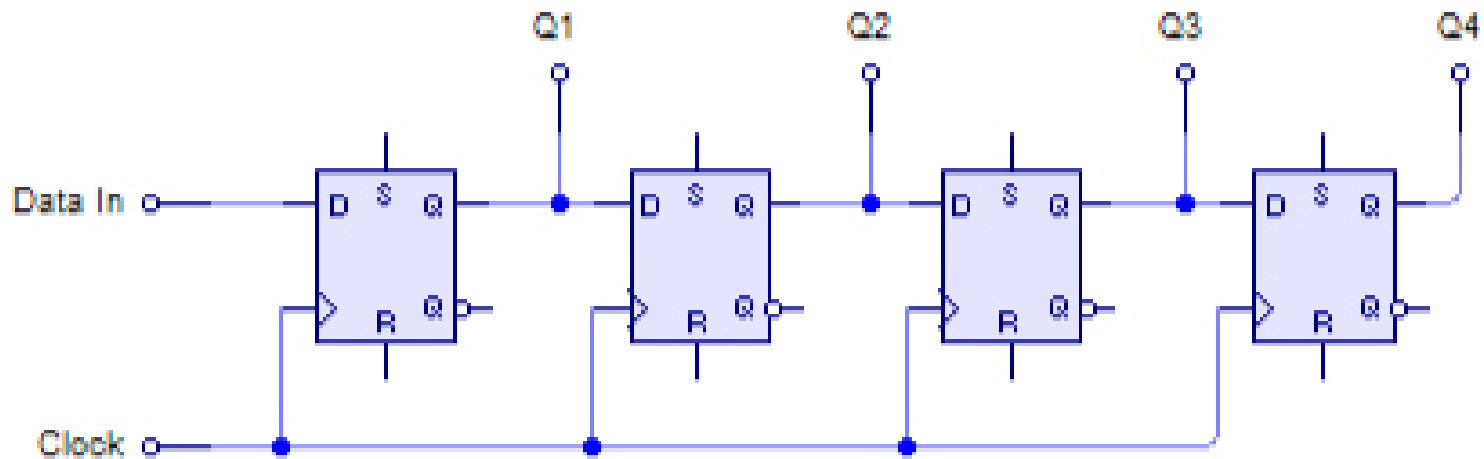 Q1 Q2 Q3 Q4
Data In D S Q D S Q D S Q D S Q
R Q R Q R Q R Q
Clock